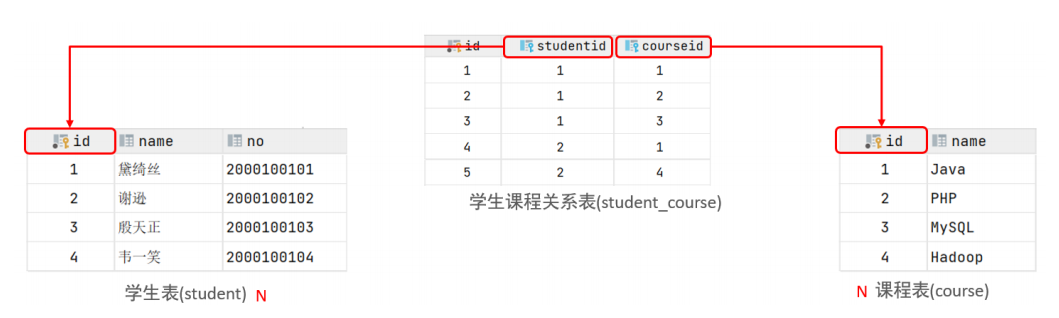 id studentid courseid
1 1 1
2 1 2
3 1 3
4 2 1
5 2 4
学生课程关系表(student_course)
id name no
1 黛绮丝 2000100101
2 谢逊 2000100102
3 殷天正 2000100103
4 韦一笑 2000100104
学生表(student) N
id name
1 Java
2 PHP
3 MySQL
4 Hadoop
N 课程表(course)